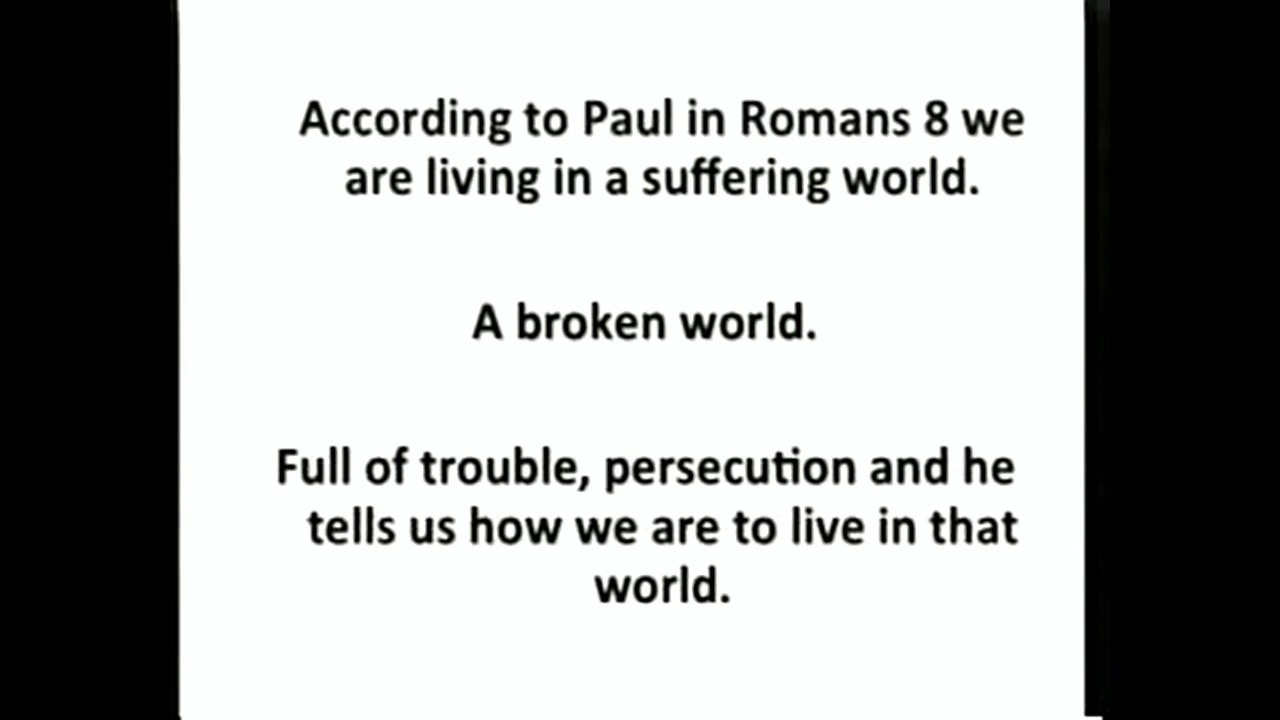 According to Paul in Romans 8 we
are living in a suffering world.
A broken world.
Full of trouble, persecution and he
tells us how we are to live in that
world.